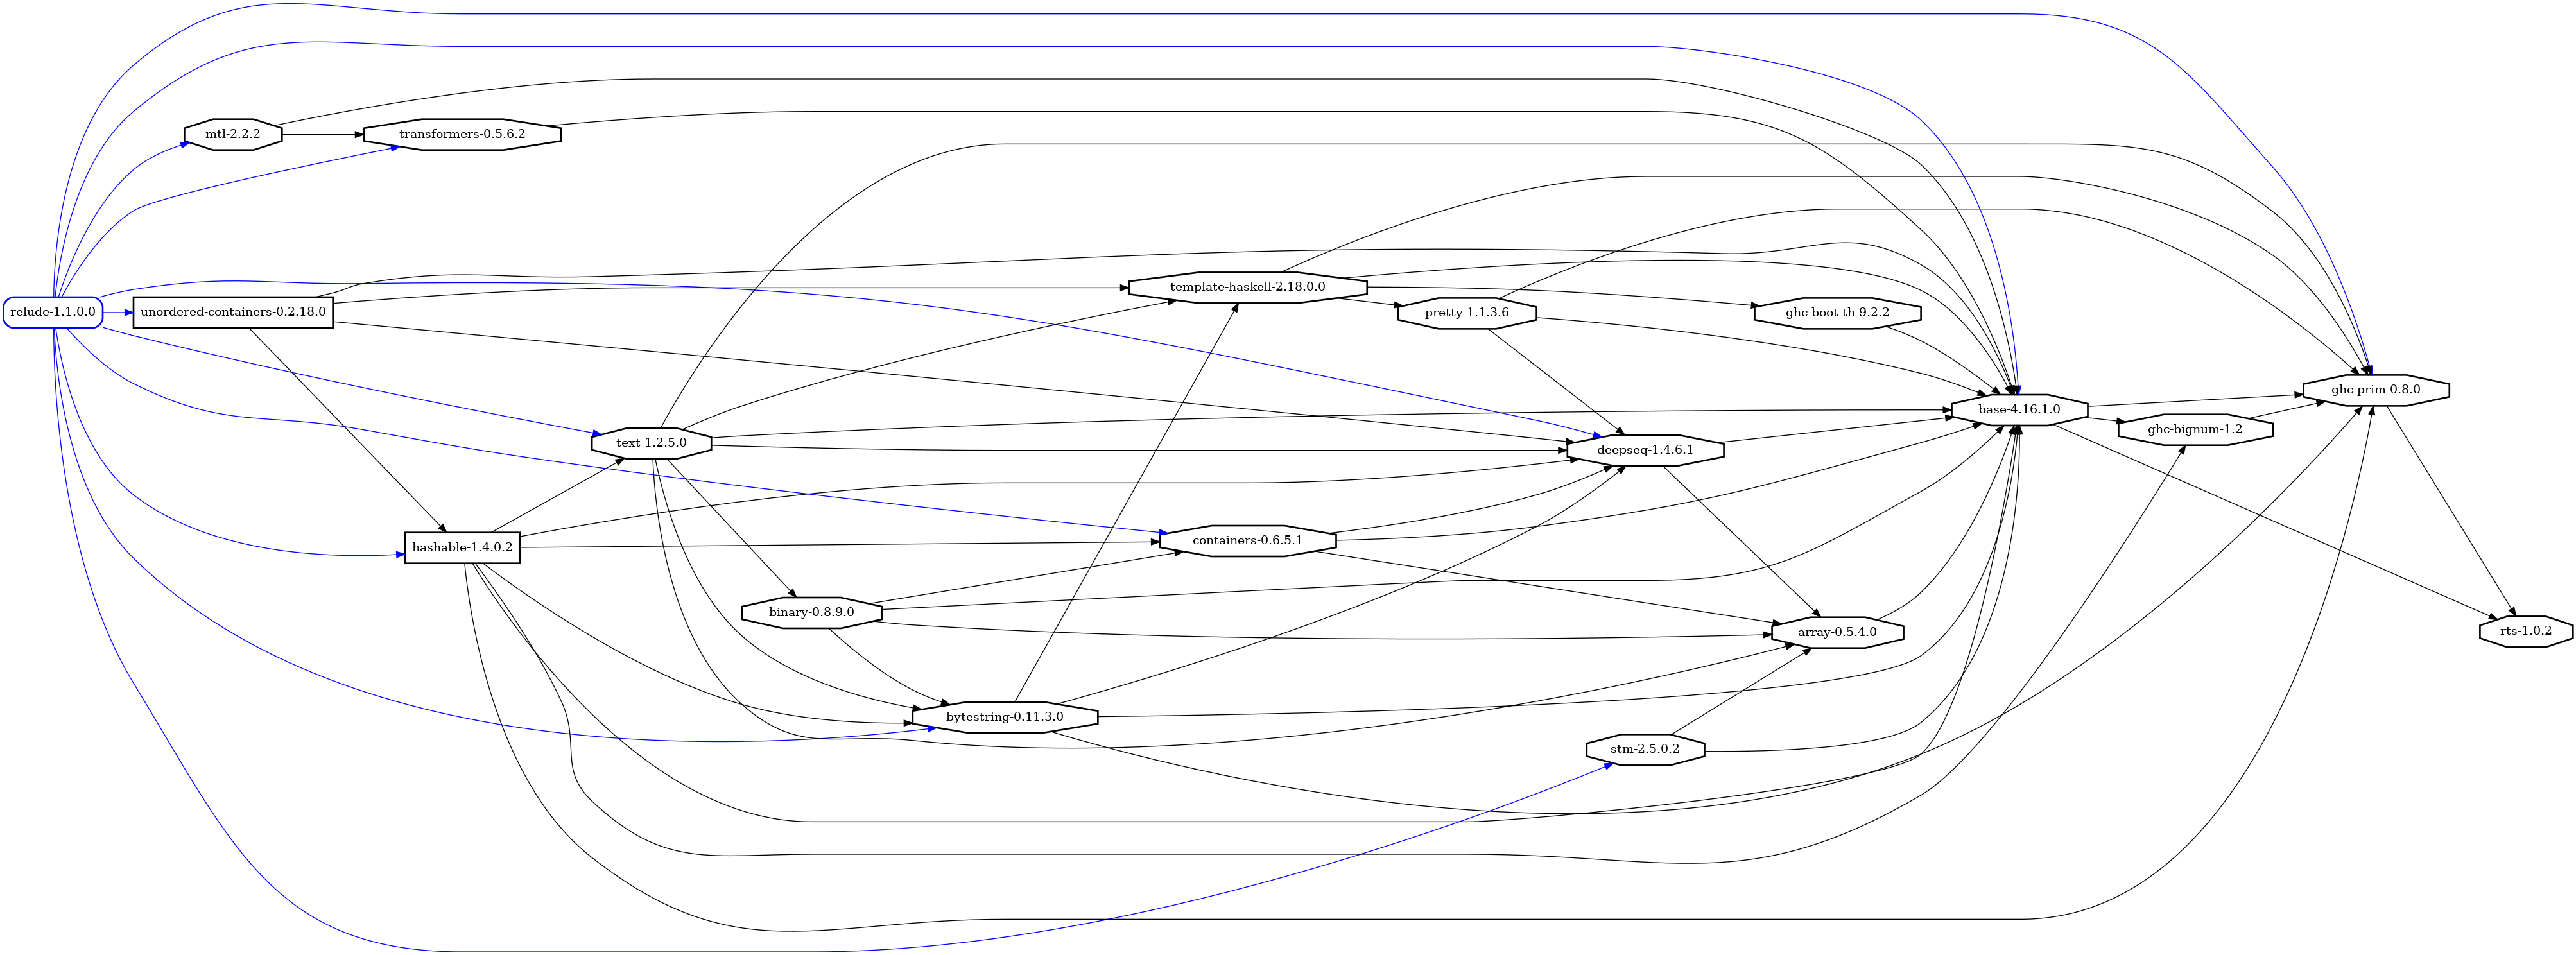 mtl-2.2.2
transformers-0.5.6.2
template-haskell-2.18.0.0
relude-1.1.0.0
unordered-containers-0.2.18.0
pretty-1.1.3.6
ghc-boot-th-9.2.2
ghc-prim-0.8.0
base-4.16.1.0
ghc-bignum-1.2
text-1.2.5.0
deepseq-1.4.6.1
hashable-1.4.0.2
containers-0.6.5.1
binary-0.8.9.0
array-0.5.4.0
rts-1.0.2
bytestring-0.11.3.0
stm-2.5.0.2